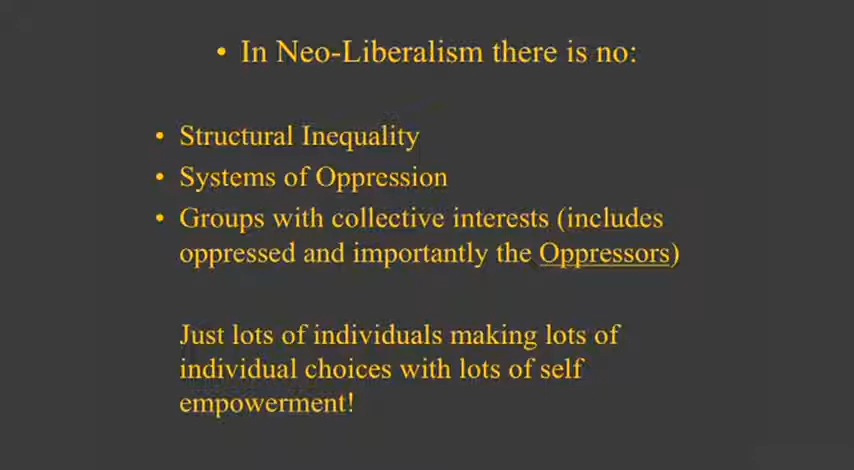 • In Neo-Liberalism there is no:
• Structural Inequality
• Systems of Oppression
• Groups with collective interests (includes
oppressed and importantly the Oppressors)
Just lots of individuals making lots of
individual choices with lots of self
empowerment!